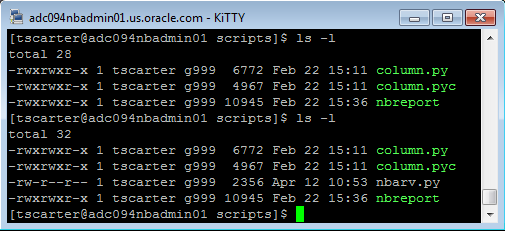 adc094nbadmin01.us.oracle.com - KiTTY
[tscarter@adc094nbadmin01 scripts]$ ls -l
total 28
-rwxrwxr-x 1 tscarter g999  6772 Feb 22 15:11 column.py
-rwxrwxr-x 1 tscarter g999  4967 Feb 22 15:11 column.pyc
-rwxrwxr-x 1 tscarter g999 10945 Feb 22 15:36 nbreport
[tscarter@adc094nbadmin01 scripts]$ ls -l
total 32
-rwxrwxr-x 1 tscarter g999  6772 Feb 22 15:11 column.py
-rwxrwxr-x 1 tscarter g999  4967 Feb 22 15:11 column.pyc
-rw-r--r-- 1 tscarter g999  2356 Apr 12 10:53 nbarv.py
-rwxrwxr-x 1 tscarter g999 10945 Feb 22 15:36 nbreport
[tscarter@adc094nbadmin01 scripts]$